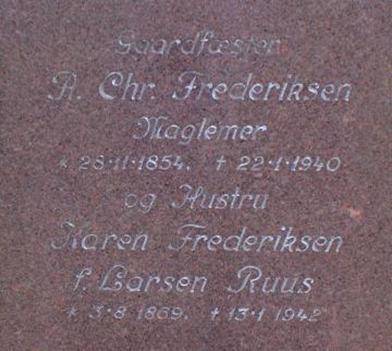 Gaardfæster
R. Chr. Frederiksen
Maglemer
* 28·11·1854. † 22·1·1940
og Hustru
Karen Frederiksen
f. Larsen Ruus
* 3·8·1869. † 13·1·1942